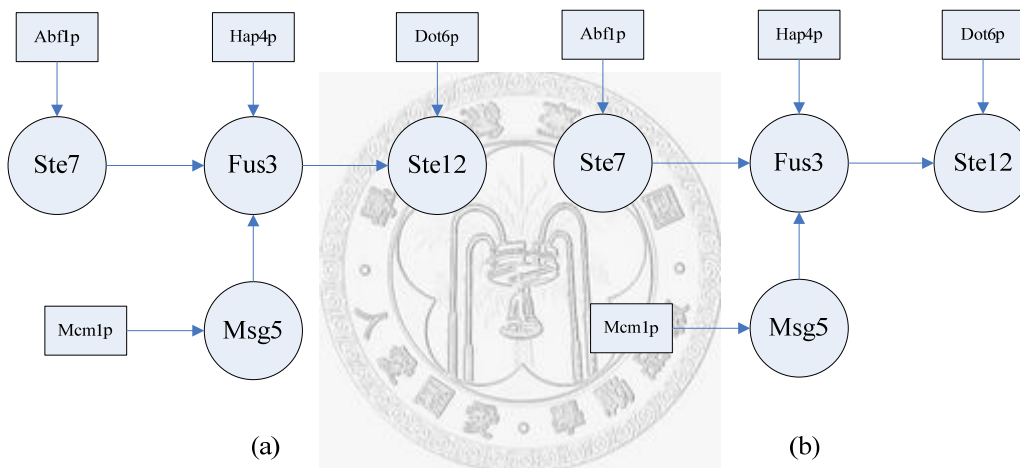 Abf1p
Hap4p
Dot6p
Abf1p
Hap4p
Dot6p
Ste7
Fus3
Ste12
Ste7
Fus3
Ste12
Mcm1p
Msg5
Mcm1p
Msg5
(a)
(b)